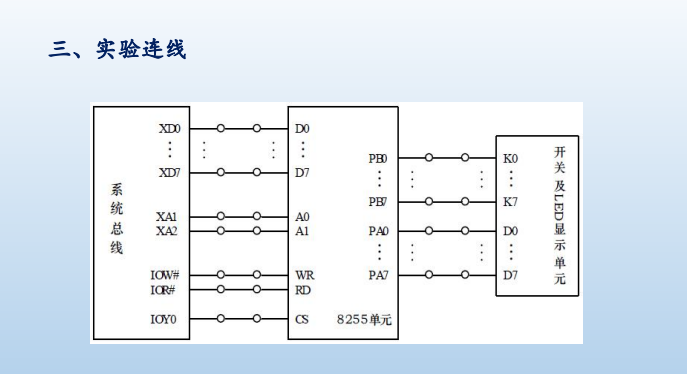 三、实验连线
系统总线
XD0
⋮
XD7
XA1
XA2
IOW#
IOR#
IOY0
D0
⋮
D7
A0
A1
WR
RD
CS
8255单元
PB0
⋮
PB7
PA0
⋮
PA7
K0
⋮
K7
D0
⋮
D7
开关及LED显示单元